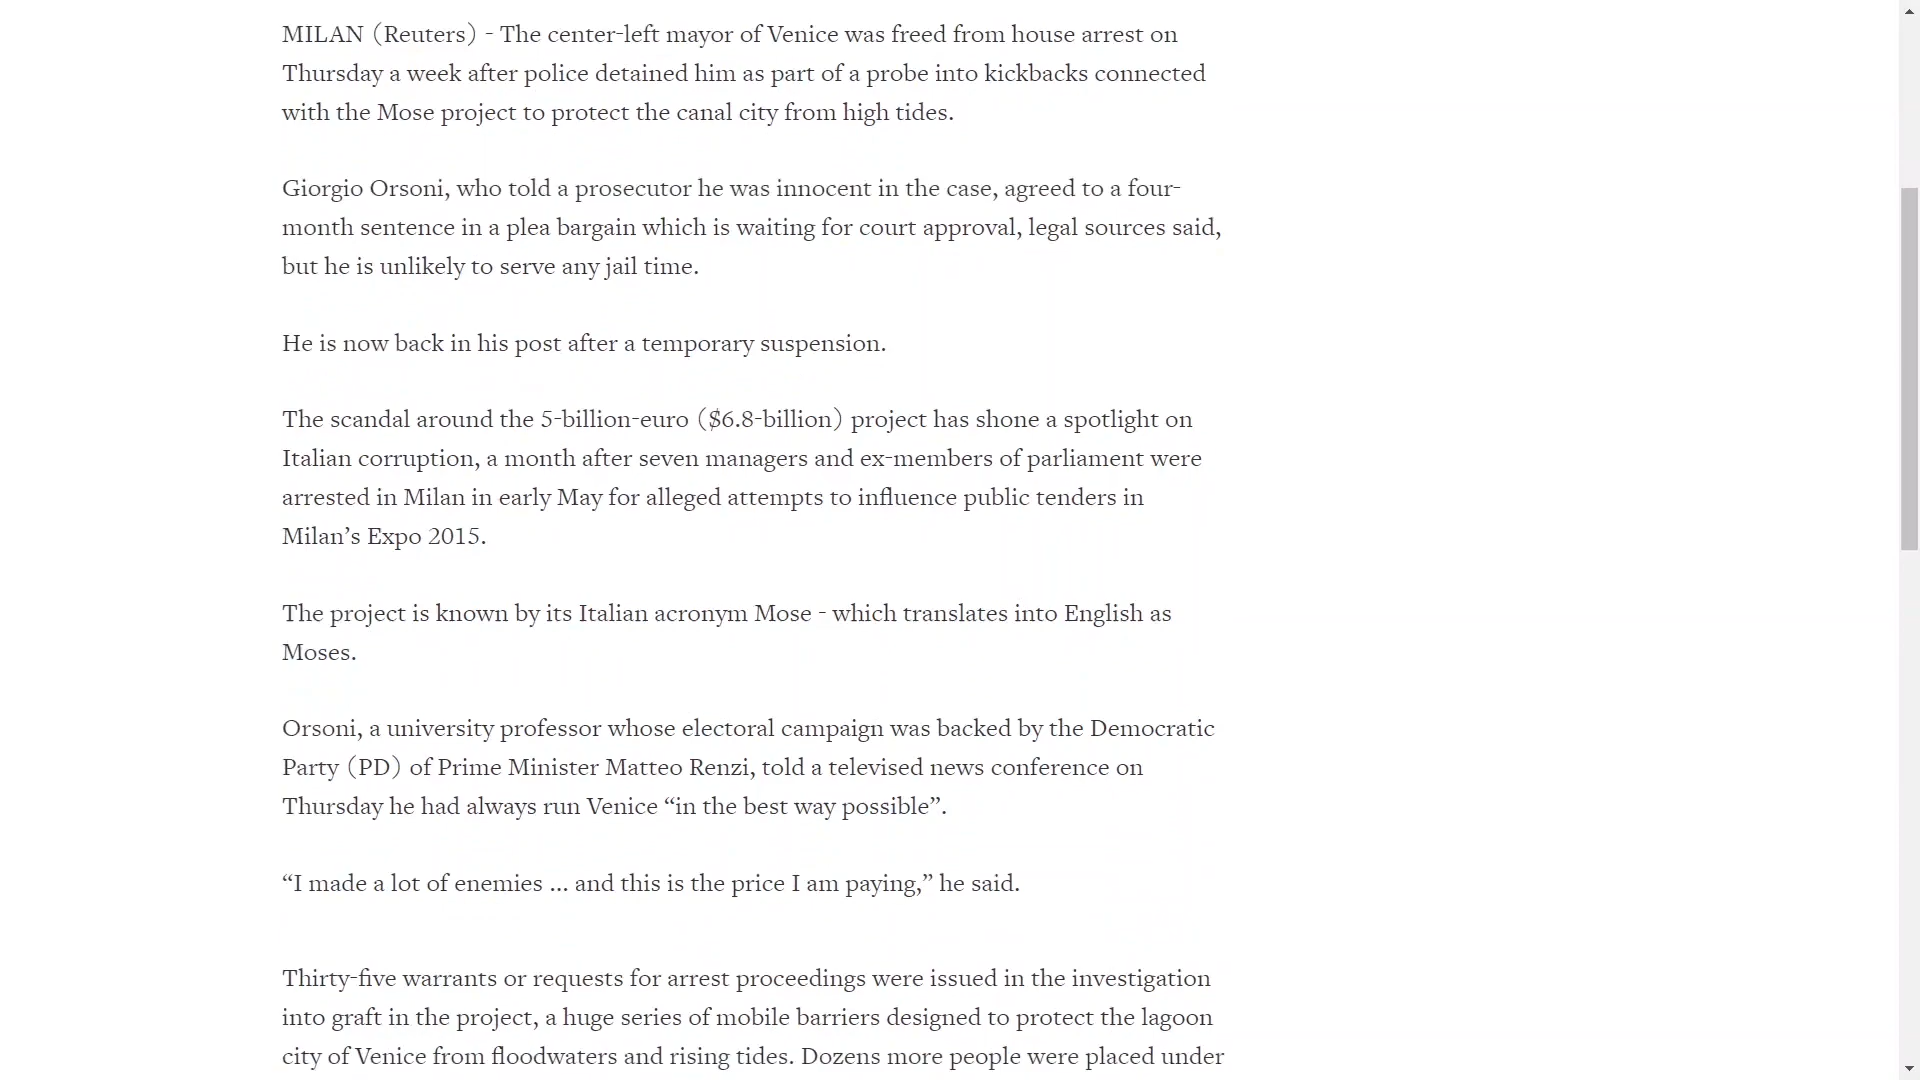 MILAN (Reuters) - The center-left mayor of Venice was freed from house arrest on
Thursday a week after police detained him as part of a probe into kickbacks connected
with the Mose project to protect the canal city from high tides.
Giorgio Orsoni, who told a prosecutor he was innocent in the case, agreed to a four-
month sentence in a plea bargain which is waiting for court approval, legal sources said,
but he is unlikely to serve any jail time.
He is now back in his post after a temporary suspension.
The scandal around the 5-billion-euro ($6.8-billion) project has shone a spotlight on
Italian corruption, a month after seven managers and ex-members of parliament were
arrested in Milan in early May for alleged attempts to influence public tenders in
Milan’s Expo 2015.
The project is known by its Italian acronym Mose - which translates into English as
Moses.
Orsoni, a university professor whose electoral campaign was backed by the Democratic
Party (PD) of Prime Minister Matteo Renzi, told a televised news conference on
Thursday he had always run Venice “in the best way possible”.
“I made a lot of enemies ... and this is the price I am paying,” he said.
Thirty-five warrants or requests for arrest proceedings were issued in the investigation
into graft in the project, a huge series of mobile barriers designed to protect the lagoon
city of Venice from floodwaters and rising tides. Dozens more people were placed under